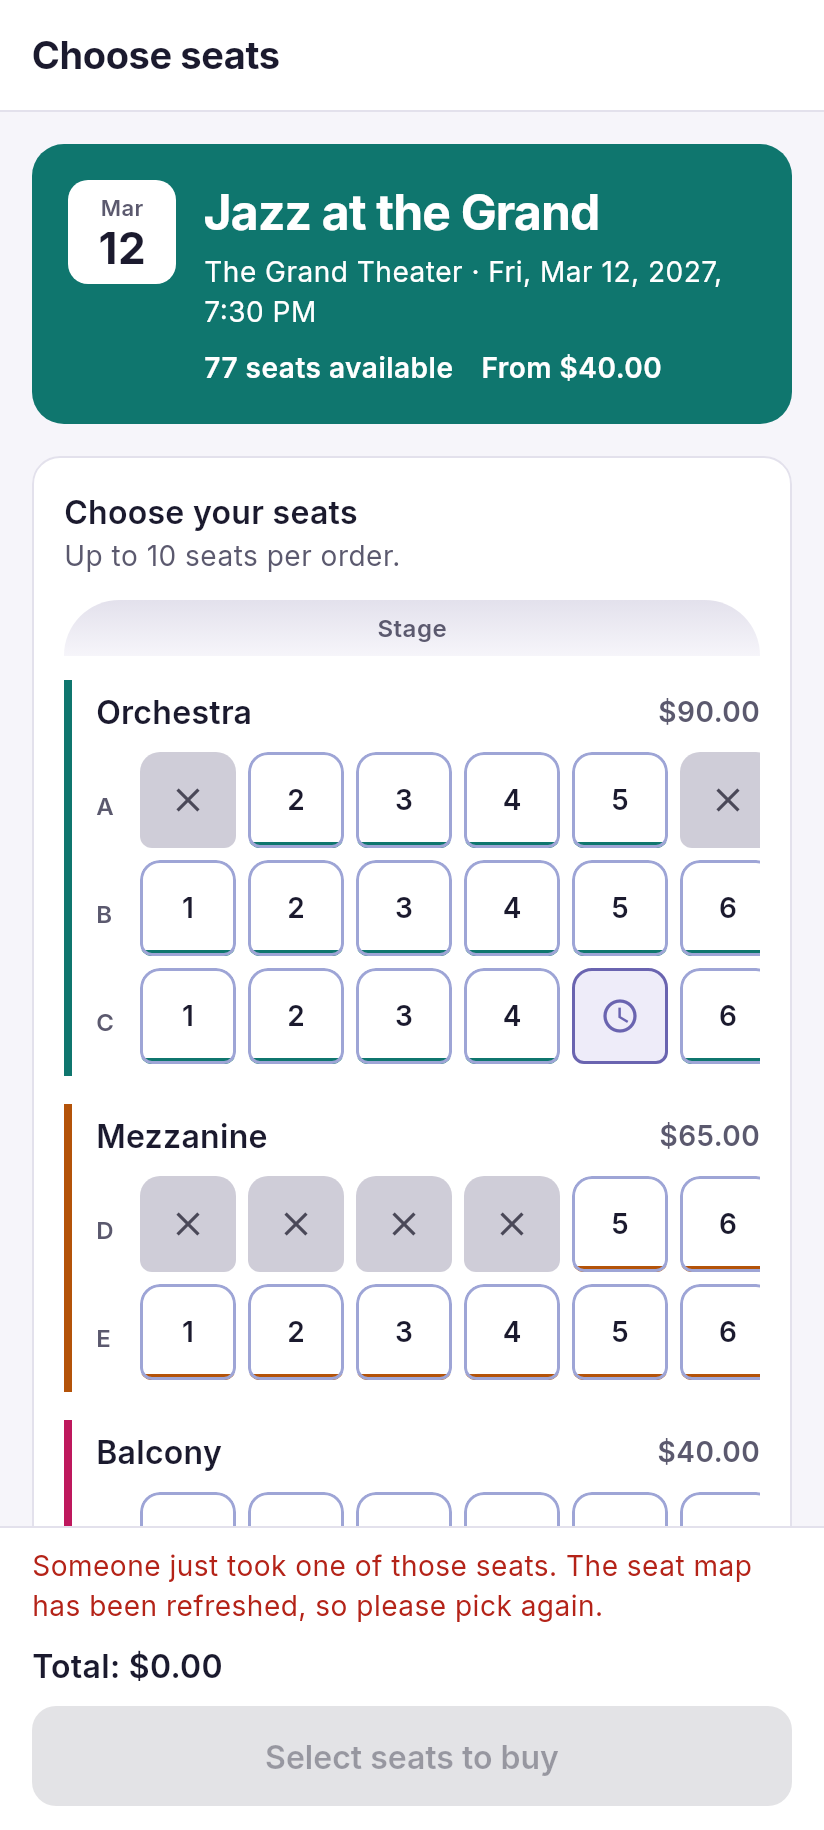 Choose seats
Mar
12
Jazz at the Grand
The Grand Theater · Fri, Mar 12, 2027,
7:30 PM
77 seats available From $40.00
Choose your seats
Up to 10 seats per order.
Stage
Orchestra $90.00
A 2 3 4 5
B 1 2 3 4 5 6
C 1 2 3 4 6
Mezzanine $65.00
D 5 6
E 1 2 3 4 5 6
Balcony $40.00
Someone just took one of those seats. The seat map
has been refreshed, so please pick again.
Total: $0.00
Select seats to buy